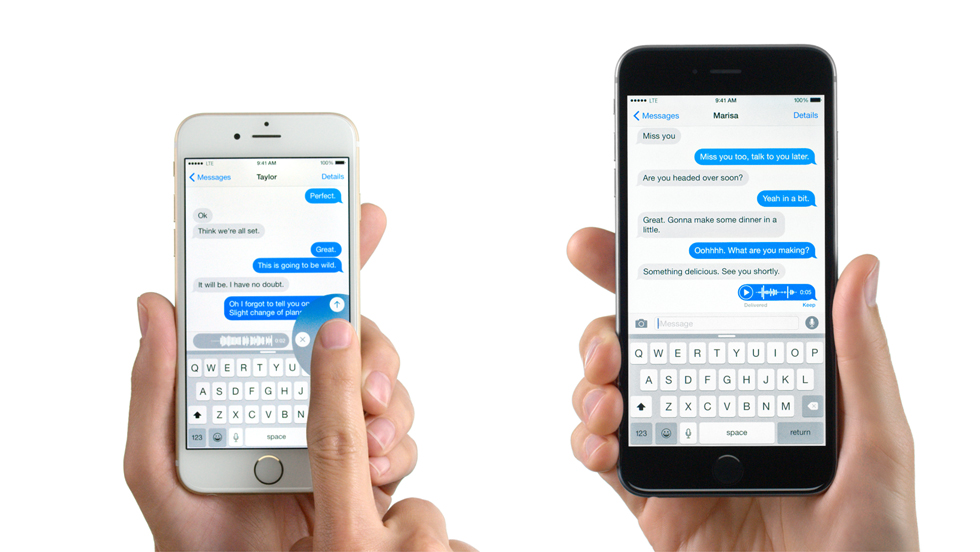 LTE 9:41 AM 100%
Messages Taylor Details
Perfect.
Ok
Think we're all set.
Great.
This is going to be wild.
It will be. I have no doubt.
Oh I forgot to tell you
Slight change of
0:02
Q W E R T Y U
A S D F G H J
Z X C V B N
123 space
LTE 9:41 AM 100%
Messages Marisa Details
Miss you
Miss you too, talk to you later.
Are you headed over soon?
Yeah in a bit.
Great. Gonna make some dinner in a
little.
Oohhhh. What are you making?
Something delicious. See you shortly.
0:05
Delivered Keep
Message
Q W E R T Y U I O P
A S D F G H J K L
Z X C V B N M
123 space return